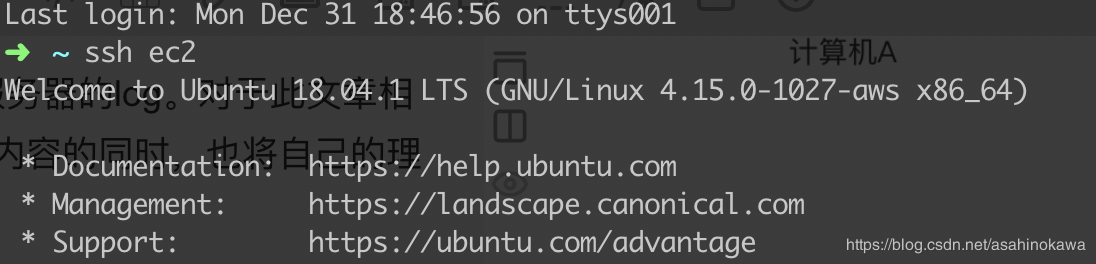 Last login: Mon Dec 31 18:46:56 on ttys001
➜ ~ ssh ec2
计算机A
Welcome to Ubuntu 18.04.1 LTS (GNU/Linux 4.15.0-1027-aws x86_64)
服务器的log。对于此文章相
内容的同时，也将自己的理
* Documentation: https://help.ubuntu.com
* Management: https://landscape.canonical.com
* Support: https://ubuntu.com/advantage
https://blog.csdn.net/asahinokawa